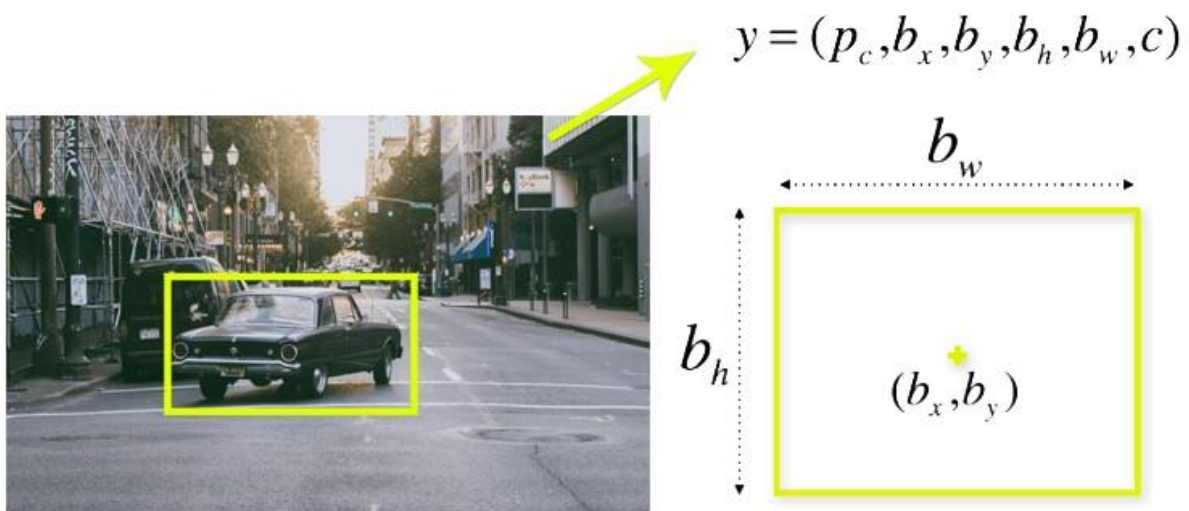 y = (p_c, b_x, b_y, b_h, b_w, c)
b_w
b_h
(b_x, b_y)